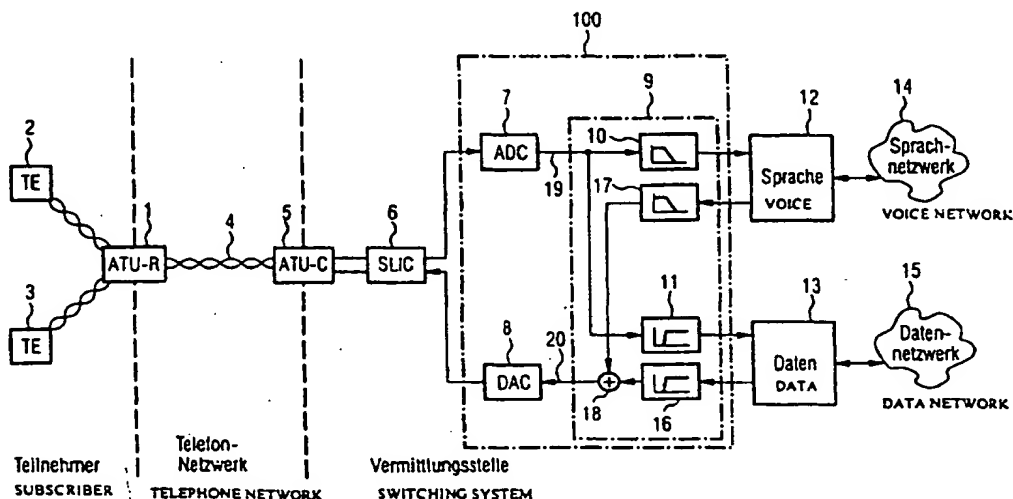 100
2
TE
3
TE
1
ATU-R
4
5
ATU-C
6
SLIC
7
ADC
19
9
10
17
12
Sprache
VOICE
14
Sprach-
netzwerk
VOICE NETWORK
8
DAC
20
18
11
16
13
Daten
DATA
15
Daten-
netzwerk
DATA NETWORK
Teilnehmer
SUBSCRIBER
Telefon-
Netzwerk
TELEPHONE NETWORK
Vermittlungsstelle
SWITCHING SYSTEM